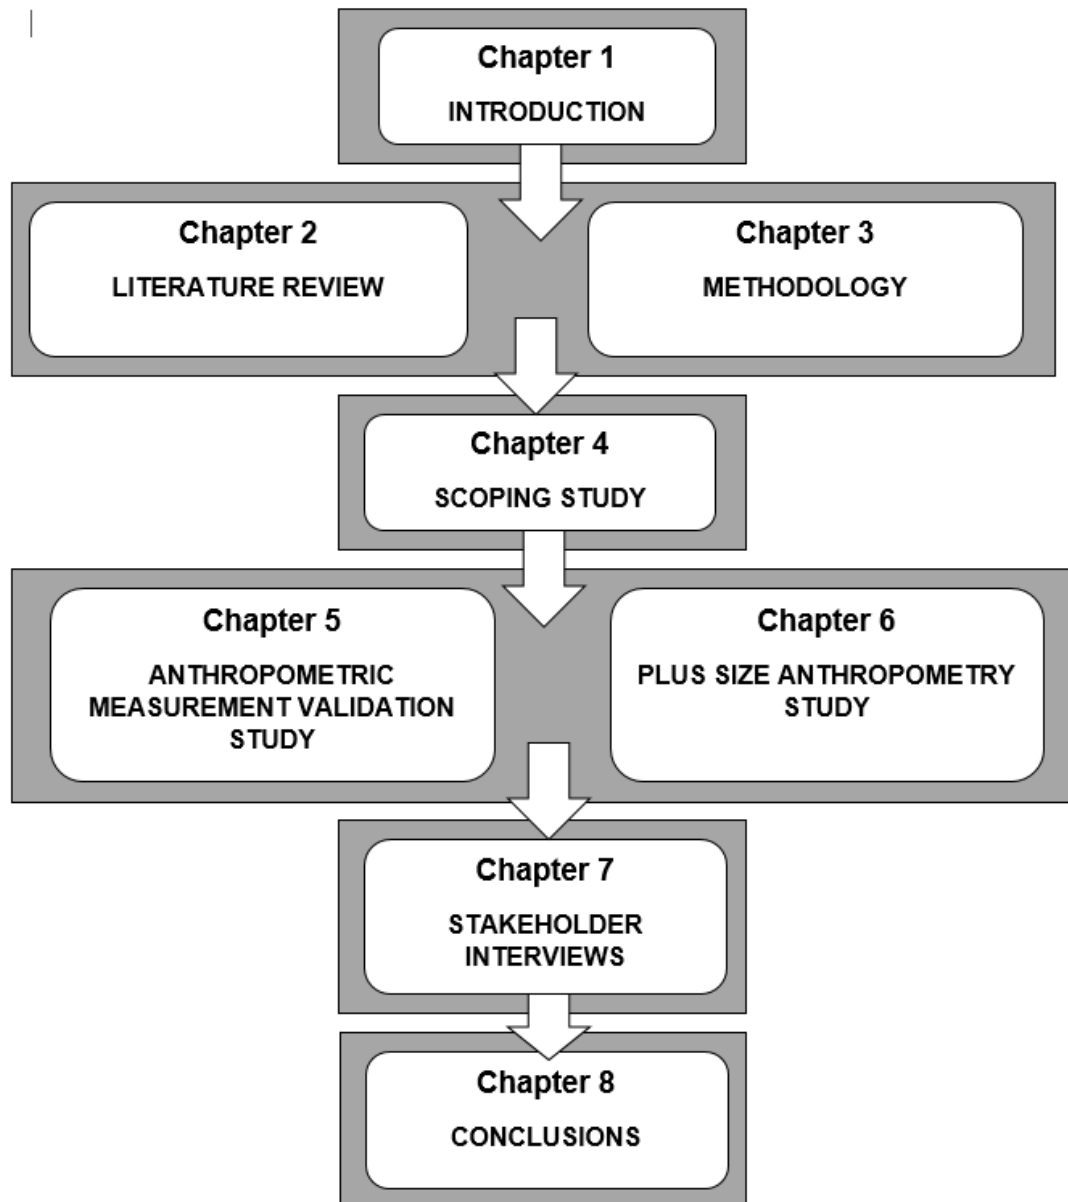 Chapter 1
INTRODUCTION
Chapter 2
LITERATURE REVIEW
Chapter 3
METHODOLOGY
Chapter 4
SCOPING STUDY
Chapter 5
ANTHROPOMETRIC
MEASUREMENT VALIDATION
STUDY
Chapter 6
PLUS SIZE ANTHROPOMETRY
STUDY
Chapter 7
STAKEHOLDER
INTERVIEWS
Chapter 8
CONCLUSIONS